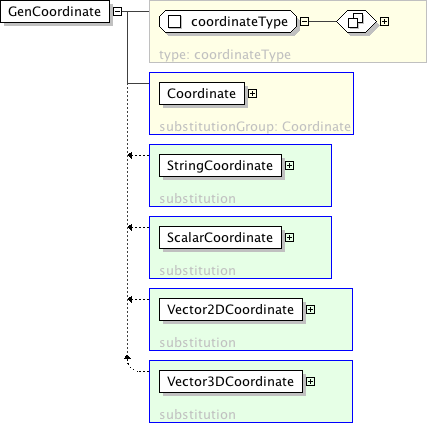 GenCoordinate
coordinateType
type: coordinateType
Coordinate
substitutionGroup: Coordinate
StringCoordinate
substitution
ScalarCoordinate
substitution
Vector2DCoordinate
substitution
Vector3DCoordinate
substitution